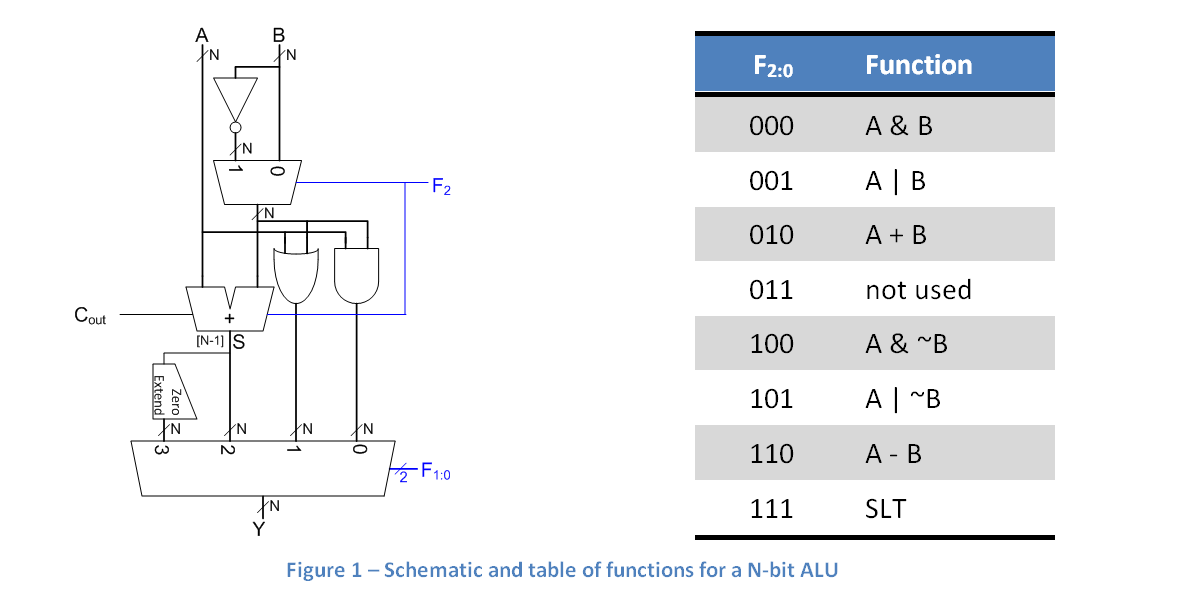 A B
N N
N
1 0
F2
N
Cout
+
[N-1] S
Zero
Extend
N N N N
3 2 1 0
2 F1:0
N
Y
F2:0 Function
000 A & B
001 A | B
010 A + B
011 not used
100 A & ~B
101 A | ~B
110 A - B
111 SLT
Figure 1 – Schematic and table of functions for a N-bit ALU